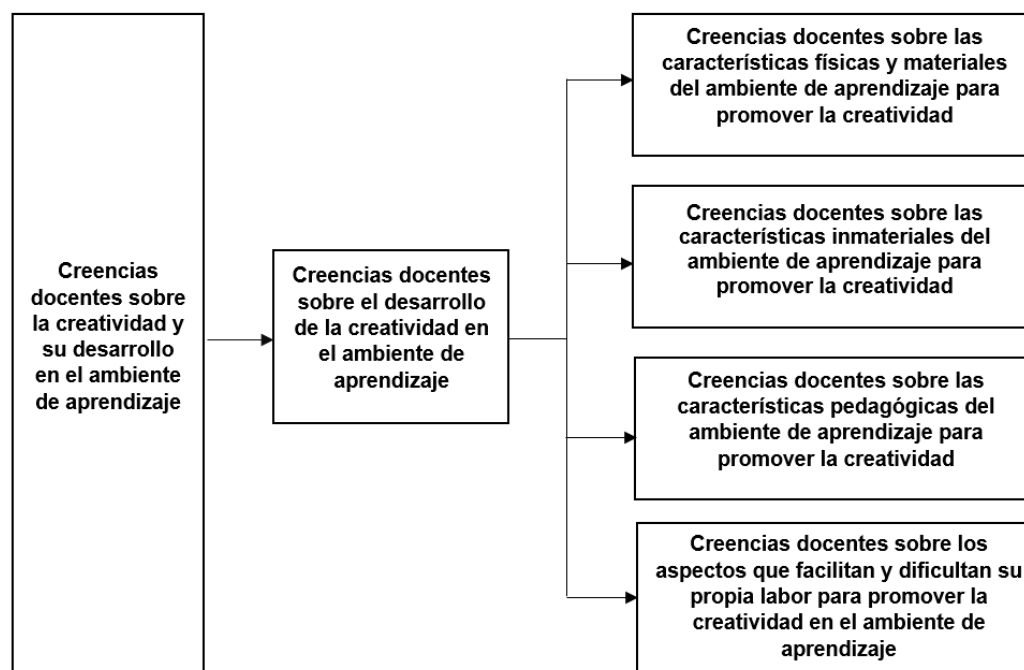 Creencias
docentes sobre
la creatividad y
su desarrollo
en el ambiente
de aprendizaje
Creencias docentes
sobre el desarrollo
de la creatividad en
el ambiente de
aprendizaje
Creencias docentes sobre las
características físicas y materiales
del ambiente de aprendizaje para
promover la creatividad
Creencias docentes sobre las
características inmateriales del
ambiente de aprendizaje para
promover la creatividad
Creencias docentes sobre las
características pedagógicas del
ambiente de aprendizaje para
promover la creatividad
Creencias docentes sobre los
aspectos que facilitan y dificultan su
propia labor para promover la
creatividad en el ambiente de
aprendizaje